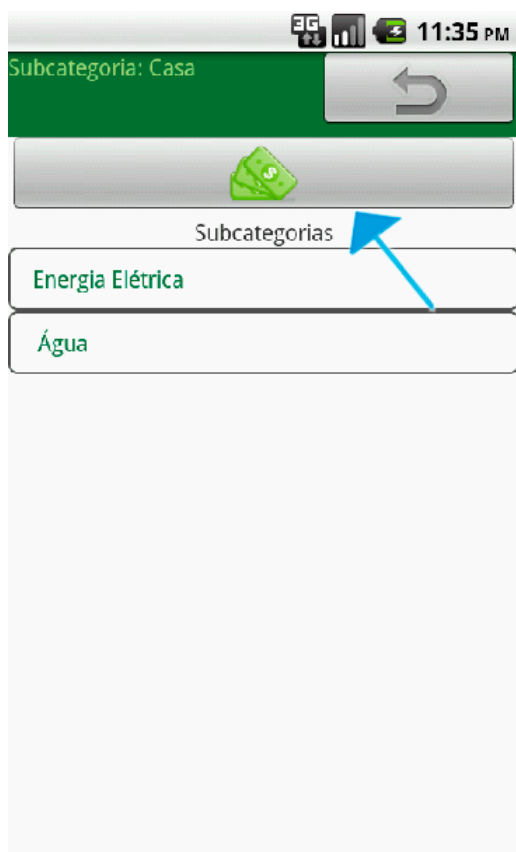 3G 11:35 PM
Subcategoria: Casa
$
Subcategorias
Energia Elétrica
Água